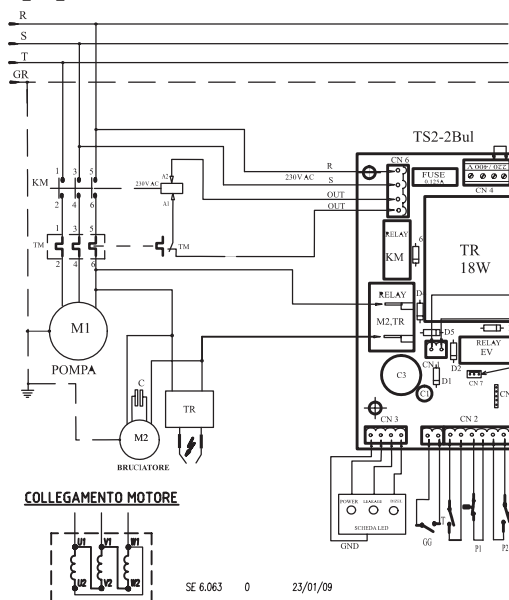 R
S
T
GR
TS2-2Bul
CN 6
R
230V AC
S
OUT
OUT
FUSE
0,125A
220 /400 V
CN 4
KM
1 3 5
2 4 6
230V AC
A2
A1
TM
1 3 5
2 4 6
TM
RELAY
KM
6
TR
18W
RELAY
M2,TR
D5
RELAY
EV
D2
CN 7
D1
C3
C1
M1
POMPA
C
M2
BRUCIATORE
TR
CN 3
CN 2
POWER LEAKAGE
SCHEDA LED
GND
GG
T
P1
P2
COLLEGAMENTO MOTORE
U1 V1 W1
U2 V2 W2
SE 6.063 0 23/01/09